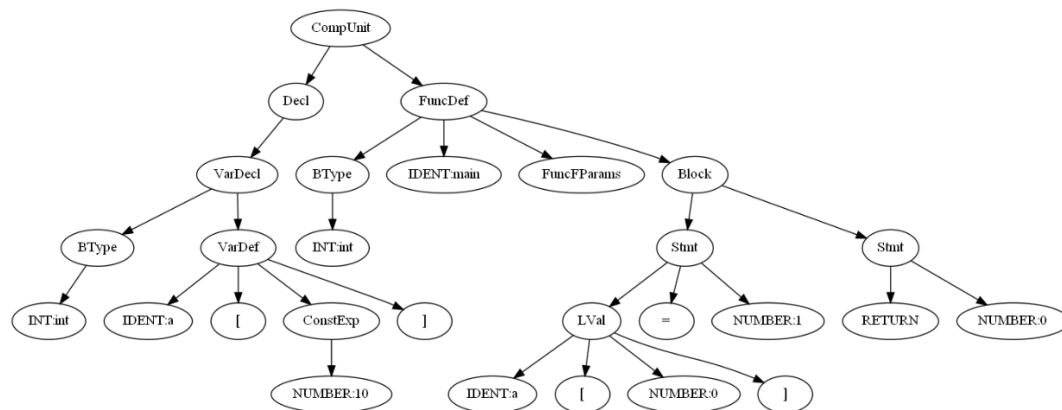 CompUnit
Decl
FuncDef
VarDecl
BType
IDENT:main
FuncFParams
Block
BType
VarDef
INT:int
Stmt
Stmt
INT:int
IDENT:a
[
ConstExp
]
LVal
=
NUMBER:1
RETURN
NUMBER:0
NUMBER:10
IDENT:a
[
NUMBER:0
]